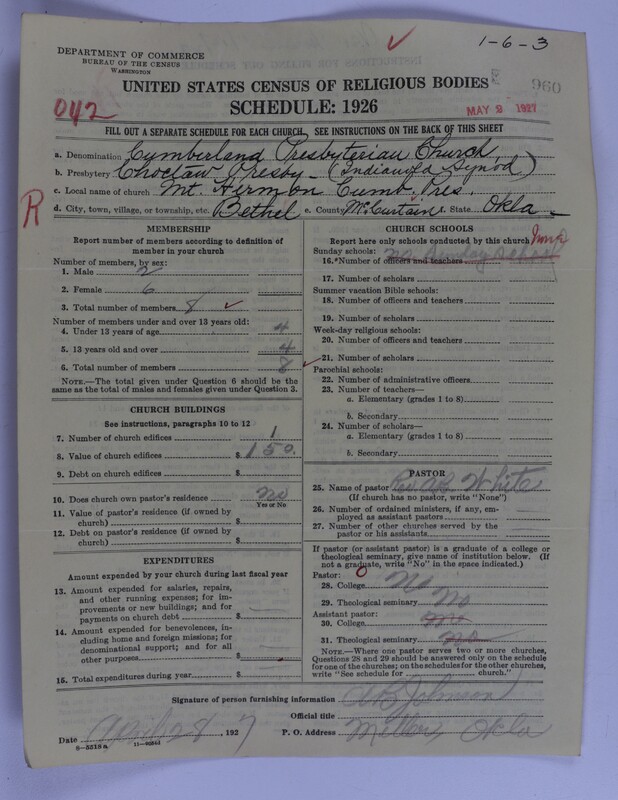 1-6-3
DEPARTMENT OF COMMERCE
BUREAU OF THE CENSUS
WASHINGTON
960
UNITED STATES CENSUS OF RELIGIOUS BODIES
SCHEDULE: 1926
042
MAY 2 1927
FILL OUT A SEPARATE SCHEDULE FOR EACH CHURCH. SEE INSTRUCTIONS ON THE BACK OF THIS SHEET
a. Denomination Cumberland Presbyterian Church
b. Presbytery Choctaw Presby- (Indianola Synod)
c. Local name of church Mt Hermon Cumb. Pres.
R
d. City, town, village, or township, etc. Bethel e. County McCurtain f. State Okla
MEMBERSHIP
Report number of members according to definition of
member in your church
Number of members, by sex:
1. Male 2
2. Female 6
3. Total number of members 8
Number of members under and over 13 years old:
4. Under 13 years of age 4
5. 13 years old and over 4
6. Total number of members 8
NOTE.—The total given under Question 6 should be
the same as the total of males and females given under Question 3.
CHURCH BUILDINGS
See instructions, paragraphs 10 to 12
7. Number of church edifices 1
8. Value of church edifices $ 150.
9. Debt on church edifices $
10. Does church own pastor's residence No
Yes or No
11. Value of pastor's residence (if owned by
church) $
12. Debt on pastor's residence (if owned by
church) $
EXPENDITURES
Amount expended by your church during last fiscal year
13. Amount expended for salaries, repairs,
and other running expenses; for im-
provements or new buildings; and for
payments on church debt $
14. Amount expended for benevolences, in-
cluding home and foreign missions; for
denominational support; and for all
other purposes $
15. Total expenditures during year $
CHURCH SCHOOLS
Report here only schools conducted by this church
Sunday schools:
16. Number of officers and teachers
17. Number of scholars
Summer vacation Bible schools:
18. Number of officers and teachers
19. Number of scholars
Week-day religious schools:
20. Number of officers and teachers
21. Number of scholars
Parochial schools:
22. Number of administrative officers
23. Number of teachers—
a. Elementary (grades 1 to 8)
b. Secondary
24. Number of scholars—
a. Elementary (grades 1 to 8)
b. Secondary
PASTOR
25. Name of pastor Rev. White
(If church has no pastor, write "None")
26. Number of ordained ministers, if any, em-
ployed as assistant pastors
27. Number of other churches served by the
pastor or his assistants
If pastor (or assistant pastor) is a graduate of a college or
theological seminary, give name of institution below. (If
not a graduate, write "No" in the space indicated.)
Pastor: O
28. College No
29. Theological seminary No
Assistant pastor:
30. College No
31. Theological seminary No
NOTE.—Where one pastor serves two or more churches,
Questions 28 and 29 should be answered only on the schedule
for one of the churches; on the schedules for the other churches,
write "See schedule for church."
Signature of person furnishing information Johnson
Official title
Date April 28 1927
P. O. Address Miller, Okla
8-5218a